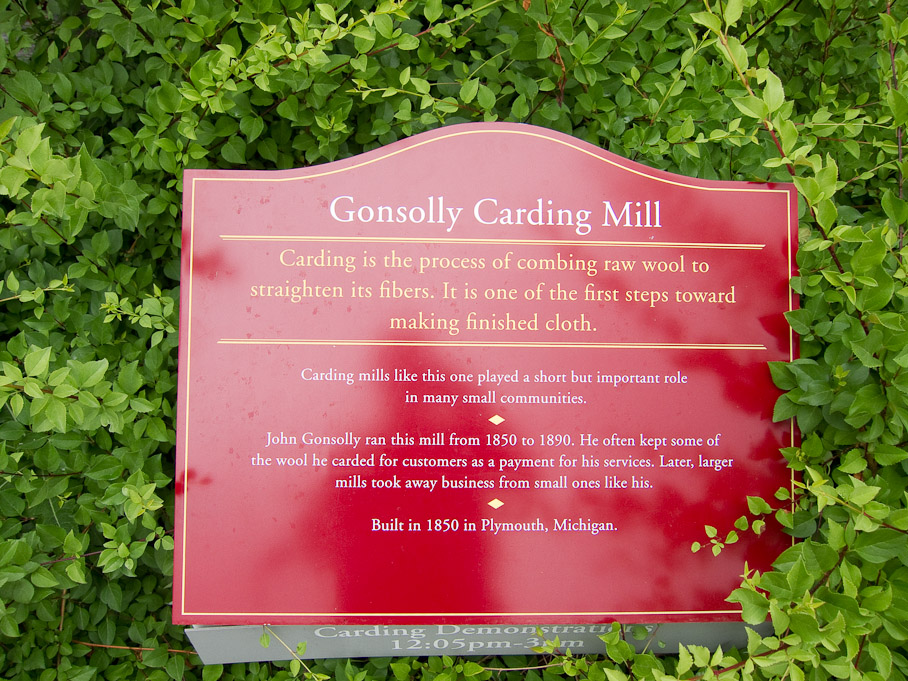 Gonsolly Carding Mill
Carding is the process of combing raw wool to
straighten its fibers. It is one of the first steps toward
making finished cloth.
Carding mills like this one played a short but important role
in many small communities.
John Gonsolly ran this mill from 1850 to 1890. He often kept some of
the wool he carded for customers as a payment for his services. Later, larger
mills took away business from small ones like his.
Built in 1850 in Plymouth, Michigan.
Carding